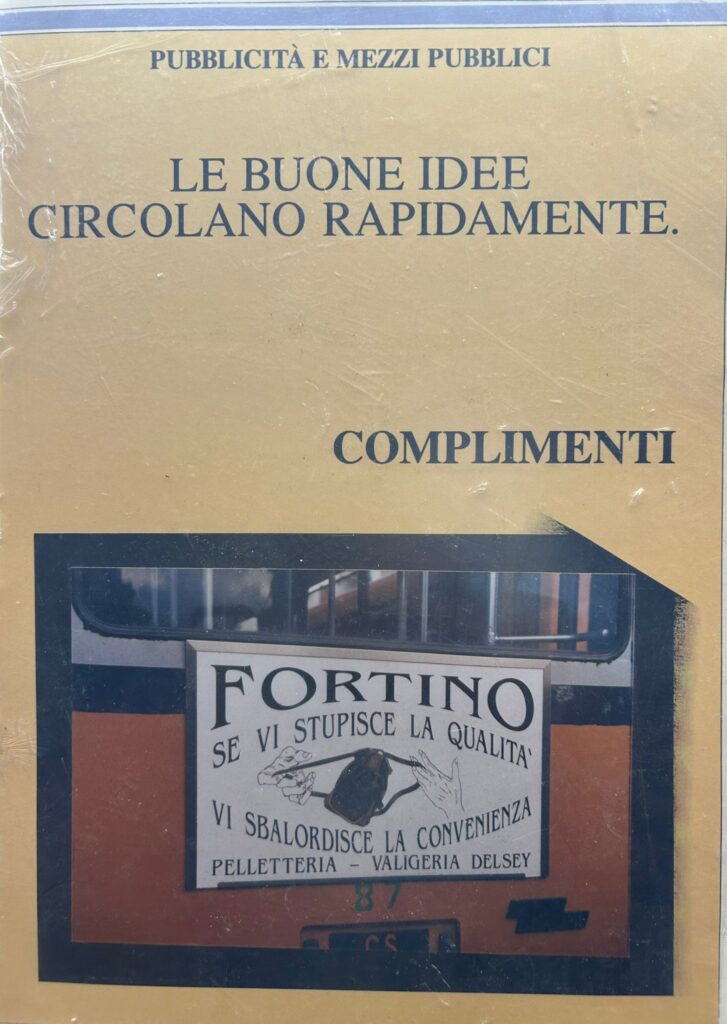 PUBBLICITÀ E MEZZI PUBBLICI
LE BUONE IDEE
CIRCOLANO RAPIDAMENTE.
COMPLIMENTI
FORTINO
SE VI STUPISCE LA QUALITA'
VI SBALORDISCE LA CONVENIENZA
PELLETTERIA – VALIGERIA DELSEY
87
CS